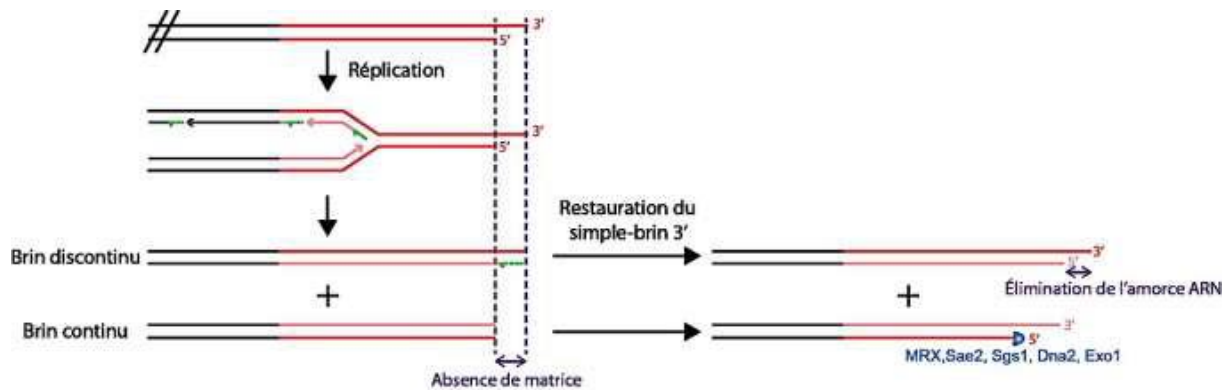 3'
5'
Réplication
3'
5'
Restauration du
simple-brin 3'
Brin discontinu
3'
5'
Élimination de l'amorce ARN
+
+
Brin continu
3'
5'
MRX,Sae2, Sgs1, Dna2, Exo1
Absence de matrice